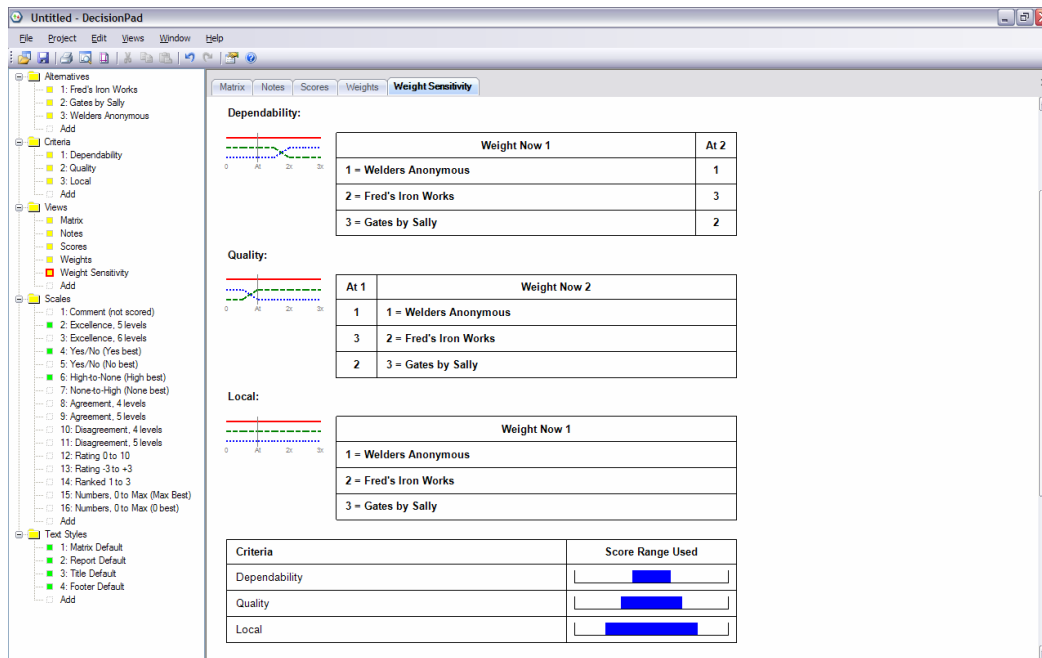 Untitled - DecisionPad
File Project Edit Views Window Help
Alternatives
1: Fred's Iron Works
2: Gates by Sally
3: Welders Anonymous
Add
Criteria
1: Dependability
2: Quality
3: Local
Add
Views
Matrix
Notes
Scores
Weights
Weight Sensitivity
Add
Scales
1: Comment (not scored)
2: Excellence, 5 levels
3: Excellence, 6 levels
4: Yes/No (Yes best)
5: Yes/No (No best)
6: High-to-None (High best)
7: None-to-High (None best)
8: Agreement, 4 levels
9: Agreement, 5 levels
10: Disagreement, 4 levels
11: Disagreement, 5 levels
12: Rating 0 to 10
13: Rating -3 to +3
14: Ranked 1 to 3
15: Numbers, 0 to Max (Max Best)
16: Numbers, 0 to Max (0 best)
Add
Text Styles
1: Matrix Default
2: Report Default
3: Title Default
4: Footer Default
Add
Matrix Notes Scores Weights Weight Sensitivity
Dependability:
0 At 2x 3x
Weight Now 1 At 2
1 = Welders Anonymous 1
2 = Fred's Iron Works 3
3 = Gates by Sally 2
Quality:
0 At 2x 3x
At 1 Weight Now 2
1 1 = Welders Anonymous
3 2 = Fred's Iron Works
2 3 = Gates by Sally
Local:
0 At 2x 3x
Weight Now 1
1 = Welders Anonymous
2 = Fred's Iron Works
3 = Gates by Sally
Criteria Score Range Used
Dependability
Quality
Local